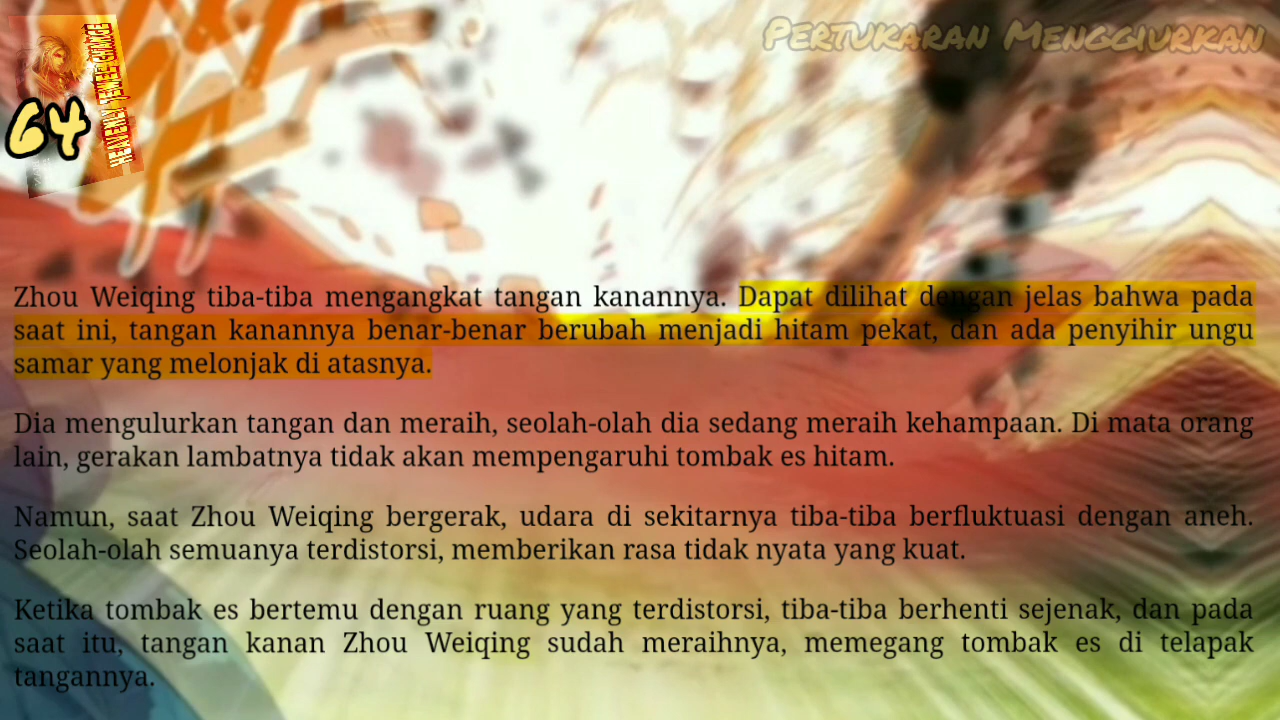 Pertukaran Menggiurkan
HEAVENLY JEWEL CHANGE
64
Zhou Weiqing tiba-tiba mengangkat tangan kanannya. Dapat dilihat dengan jelas bahwa pada
saat ini, tangan kanannya benar-benar berubah menjadi hitam pekat, dan ada penyihir ungu
samar yang melonjak di atasnya.
Dia mengulurkan tangan dan meraih, seolah-olah dia sedang meraih kehampaan. Di mata orang
lain, gerakan lambatnya tidak akan mempengaruhi tombak es hitam.
Namun, saat Zhou Weiqing bergerak, udara di sekitarnya tiba-tiba berfluktuasi dengan aneh.
Seolah-olah semuanya terdistorsi, memberikan rasa tidak nyata yang kuat.
Ketika tombak es bertemu dengan ruang yang terdistorsi, tiba-tiba berhenti sejenak, dan pada
saat itu, tangan kanan Zhou Weiqing sudah meraihnya, memegang tombak es di telapak
tangannya.